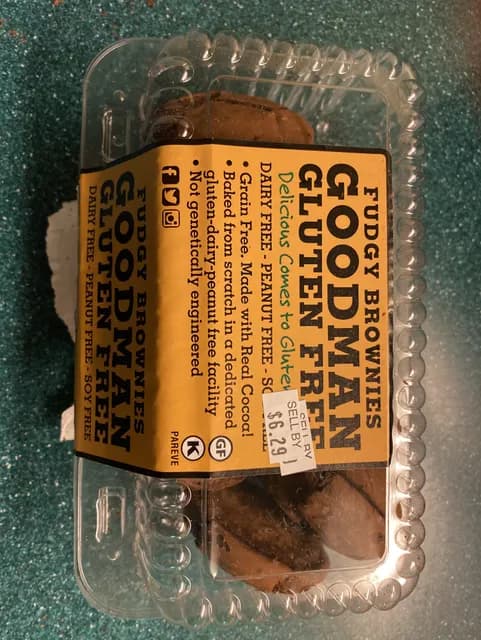 FUDGY BROWNIES
GOODMAN
GLUTEN FREE
Delicious Comes to Gluten
DAIRY FREE - PEANUT FREE -
• Grain Free. Made with Real Cocoa!
• Baked from scratch in a dedicated
gluten-dairy-peanut free facility
• Not genetically engineered
GF
K
PAREVE
SELL BY
SELL BY
$6.29
FUDGY BROWNIES
GOODMAN
GLUTEN FREE
DAIRY FREE - PEANUT FREE - SOY FREE